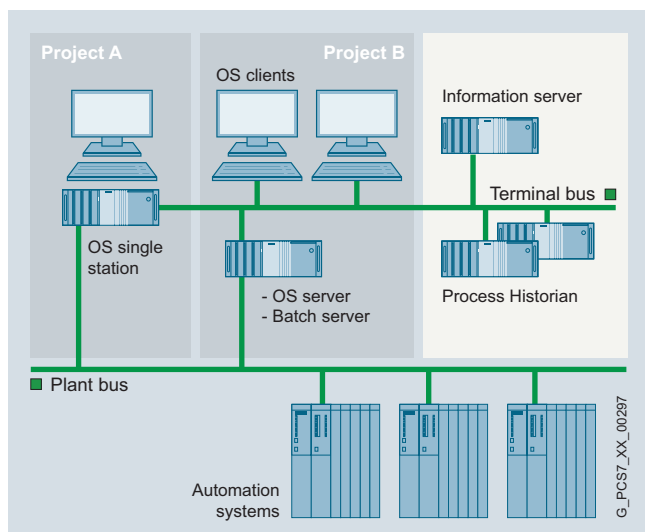 Project A
Project B
OS clients
Information server
Terminal bus
OS single
station
- OS server
- Batch server
Process Historian
Plant bus
Automation
systems
G_PCS7_XX_00297